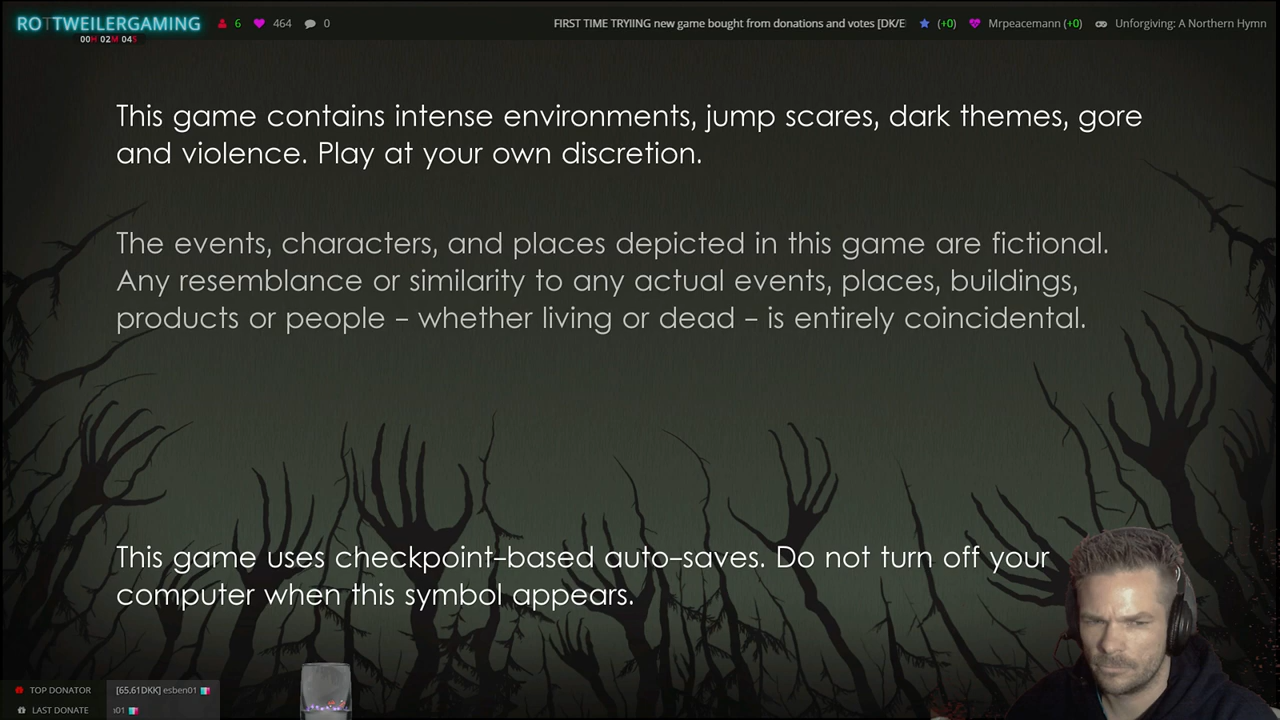 ROTTWEILERGAMING
00H 02M 04S
6 464 0
FIRST TIME TRYIING new game bought from donations and votes [DK/E
(+0) Mrpeacemann (+0) Unforgiving: A Northern Hymn
This game contains intense environments, jump scares, dark themes, gore
and violence. Play at your own discretion.
The events, characters, and places depicted in this game are fictional.
Any resemblance or similarity to any actual events, places, buildings,
products or people – whether living or dead – is entirely coincidental.
This game uses checkpoint-based auto-saves. Do not turn off your
computer when this symbol appears.
TOP DONATOR [65.61DKK] esben01
LAST DONATE 01